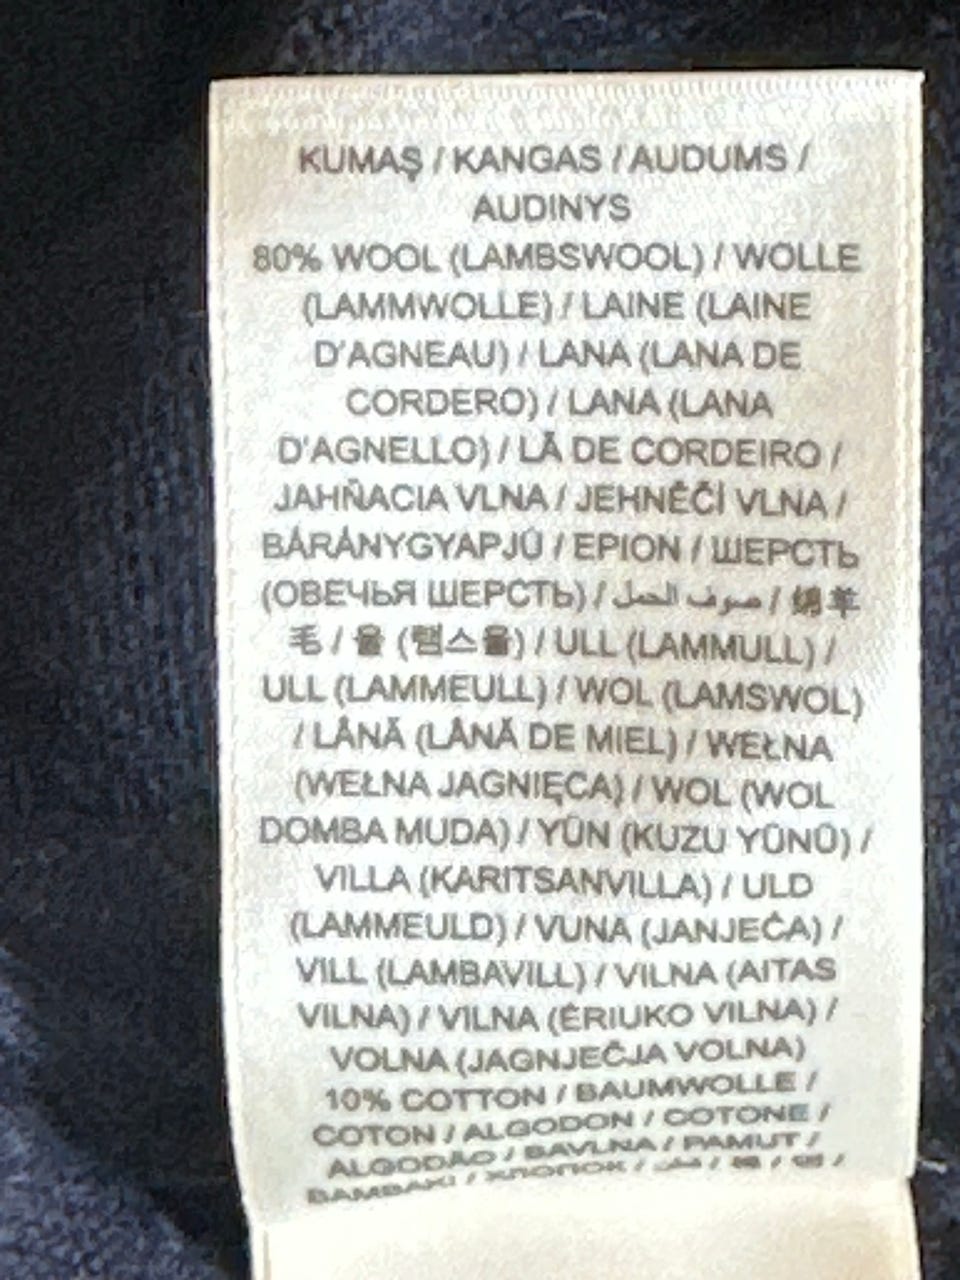 KUMAŞ / KANGAS / AUDUMS /
AUDINYS
80% WOOL (LAMBSWOOL) / WOLLE
(LAMMWOLLE) / LAINE (LAINE
D'AGNEAU) / LANA (LANA DE
CORDERO) / LANA (LANA
D'AGNELLO) / LÃ DE CORDEIRO /
JAHŇACIA VLNA / JEHNĚČÍ VLNA /
BÁRÁNYGYAPJÚ / ΕΡΙΟΝ / ШЕРСТЬ
(ОВЕЧЬЯ ШЕРСТЬ) / صوف الحمل / 绵羊
毛 / 울 (램스울) / ULL (LAMMULL) /
ULL (LAMMEULL) / WOL (LAMSWOL)
/ LÂNĂ (LÂNĂ DE MIEL) / WEŁNA
(WEŁNA JAGNIĘCA) / WOL (WOL
DOMBA MUDA) / YÜN (KUZU YÜNÜ) /
VILLA (KARITSANVILLA) / ULD
(LAMMEULD) / VUNA (JANJEĆA) /
VILL (LAMBAVILL) / VILNA (AITAS
VILNA) / VILNA (ĖRIUKO VILNA) /
VOLNA (JAGNJEČJA VOLNA)
10% COTTON / BAUMWOLLE /
COTON / ALGODON / COTONE /
ALGODÃO / BAVLNA / PAMUT /
ΒΑΜΒΑΚΙ / ХЛОПОК /